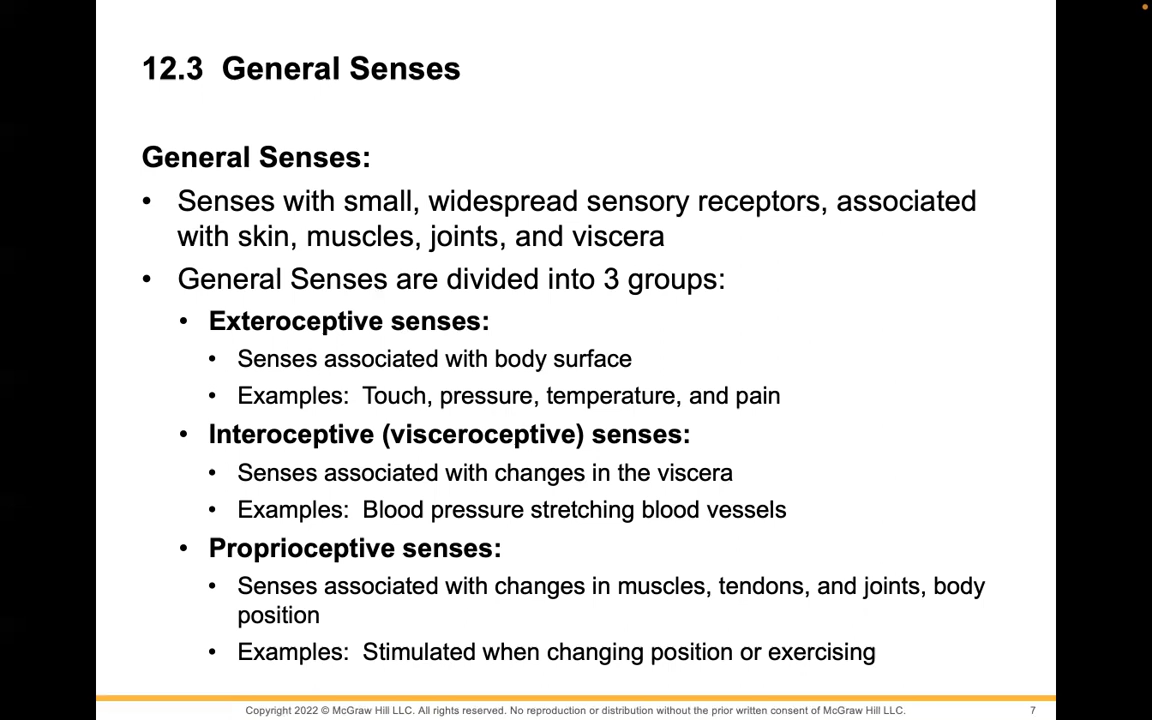 12.3 General Senses
General Senses:
• Senses with small, widespread sensory receptors, associated
with skin, muscles, joints, and viscera
• General Senses are divided into 3 groups:
• Exteroceptive senses:
• Senses associated with body surface
• Examples: Touch, pressure, temperature, and pain
• Interoceptive (visceroceptive) senses:
• Senses associated with changes in the viscera
• Examples: Blood pressure stretching blood vessels
• Proprioceptive senses:
• Senses associated with changes in muscles, tendons, and joints, body
position
• Examples: Stimulated when changing position or exercising
Copyright 2022 © McGraw Hill LLC. All rights reserved. No reproduction or distribution without the prior written consent of McGraw Hill LLC. 7